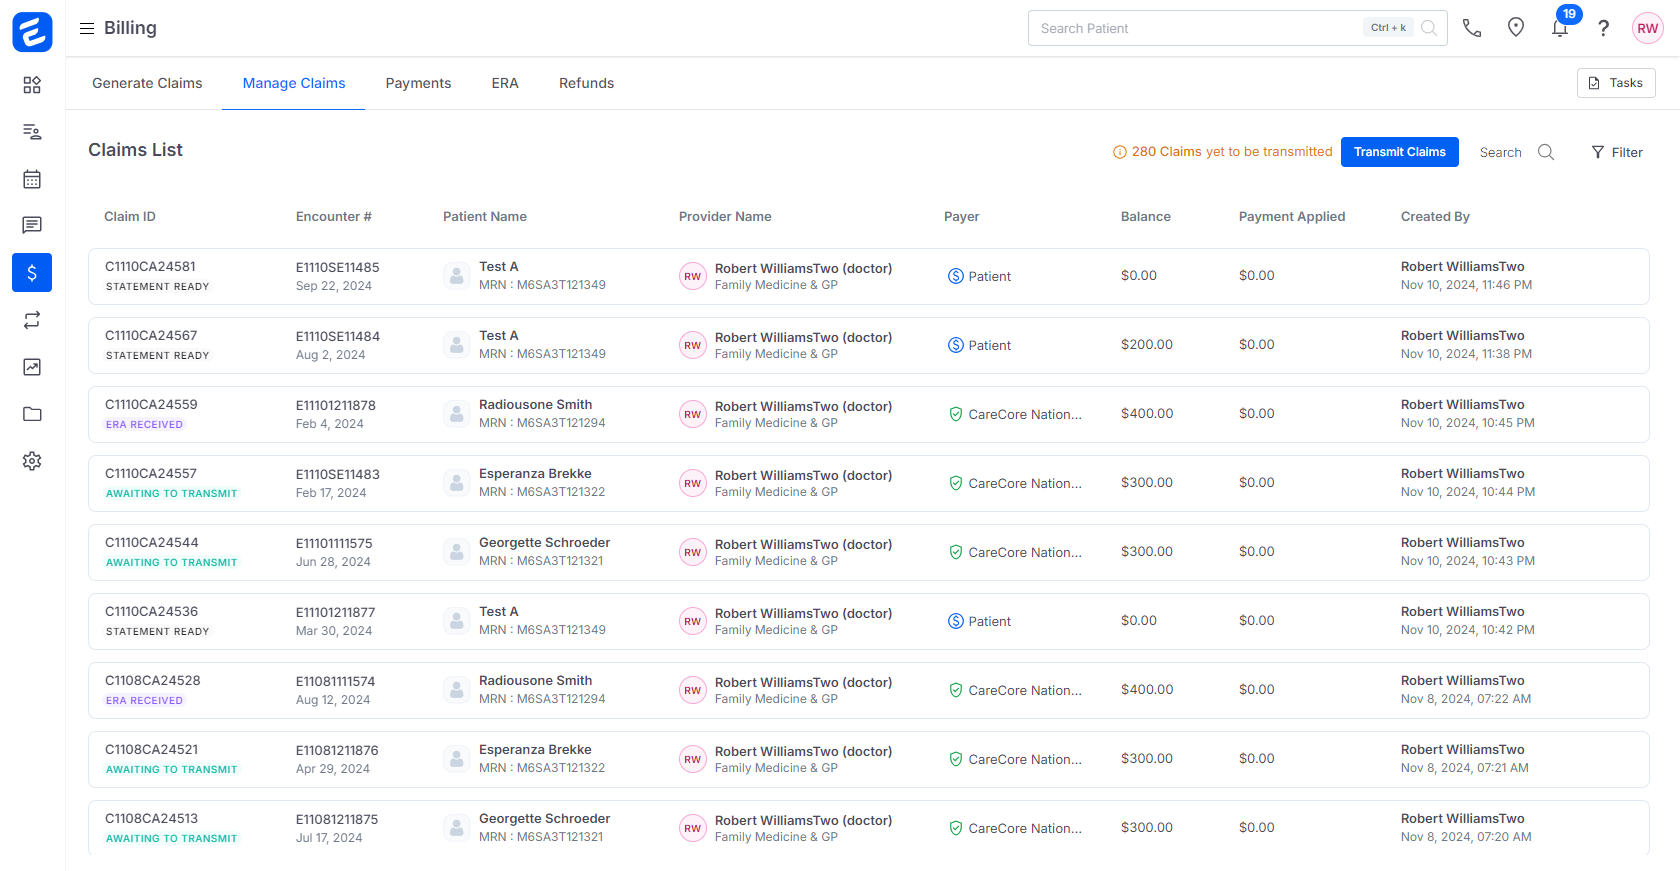 Billing
Search Patient
Ctrl + k
19
?
RW
Generate Claims
Manage Claims
Payments
ERA
Refunds
Tasks
Claims List
280 Claims yet to be transmitted
Transmit Claims
Search
Filter
Claim ID Encounter # Patient Name Provider Name Payer Balance Payment Applied Created By
C1110CA24581 E1110SE11485 Test A RW Robert WilliamsTwo (doctor) Patient $0.00 $0.00 Robert WilliamsTwo
STATEMENT READY Sep 22, 2024 MRN : M6SA3T121349 Family Medicine & GP Nov 10, 2024, 11:46 PM
C1110CA24567 E1110SE11484 Test A RW Robert WilliamsTwo (doctor) Patient $200.00 $0.00 Robert WilliamsTwo
STATEMENT READY Aug 2, 2024 MRN : M6SA3T121349 Family Medicine & GP Nov 10, 2024, 11:38 PM
C1110CA24559 E11101211878 Radiousone Smith RW Robert WilliamsTwo (doctor) CareCore Nation... $400.00 $0.00 Robert WilliamsTwo
ERA RECEIVED Feb 4, 2024 MRN : M6SA3T121294 Family Medicine & GP Nov 10, 2024, 10:45 PM
C1110CA24557 E1110SE11483 Esperanza Brekke RW Robert WilliamsTwo (doctor) CareCore Nation... $300.00 $0.00 Robert WilliamsTwo
AWAITING TO TRANSMIT Feb 17, 2024 MRN : M6SA3T121322 Family Medicine & GP Nov 10, 2024, 10:44 PM
C1110CA24544 E11101111575 Georgette Schroeder RW Robert WilliamsTwo (doctor) CareCore Nation... $300.00 $0.00 Robert WilliamsTwo
AWAITING TO TRANSMIT Jun 28, 2024 MRN : M6SA3T121321 Family Medicine & GP Nov 10, 2024, 10:43 PM
C1110CA24536 E11101211877 Test A RW Robert WilliamsTwo (doctor) Patient $0.00 $0.00 Robert WilliamsTwo
STATEMENT READY Mar 30, 2024 MRN : M6SA3T121349 Family Medicine & GP Nov 10, 2024, 10:42 PM
C1108CA24528 E11081111574 Radiousone Smith RW Robert WilliamsTwo (doctor) CareCore Nation... $400.00 $0.00 Robert WilliamsTwo
ERA RECEIVED Aug 12, 2024 MRN : M6SA3T121294 Family Medicine & GP Nov 8, 2024, 07:22 AM
C1108CA24521 E11081211876 Esperanza Brekke RW Robert WilliamsTwo (doctor) CareCore Nation... $300.00 $0.00 Robert WilliamsTwo
AWAITING TO TRANSMIT Apr 29, 2024 MRN : M6SA3T121322 Family Medicine & GP Nov 8, 2024, 07:21 AM
C1108CA24513 E11081211875 Georgette Schroeder RW Robert WilliamsTwo (doctor) CareCore Nation... $300.00 $0.00 Robert WilliamsTwo
AWAITING TO TRANSMIT Jul 17, 2024 MRN : M6SA3T121321 Family Medicine & GP Nov 8, 2024, 07:20 AM